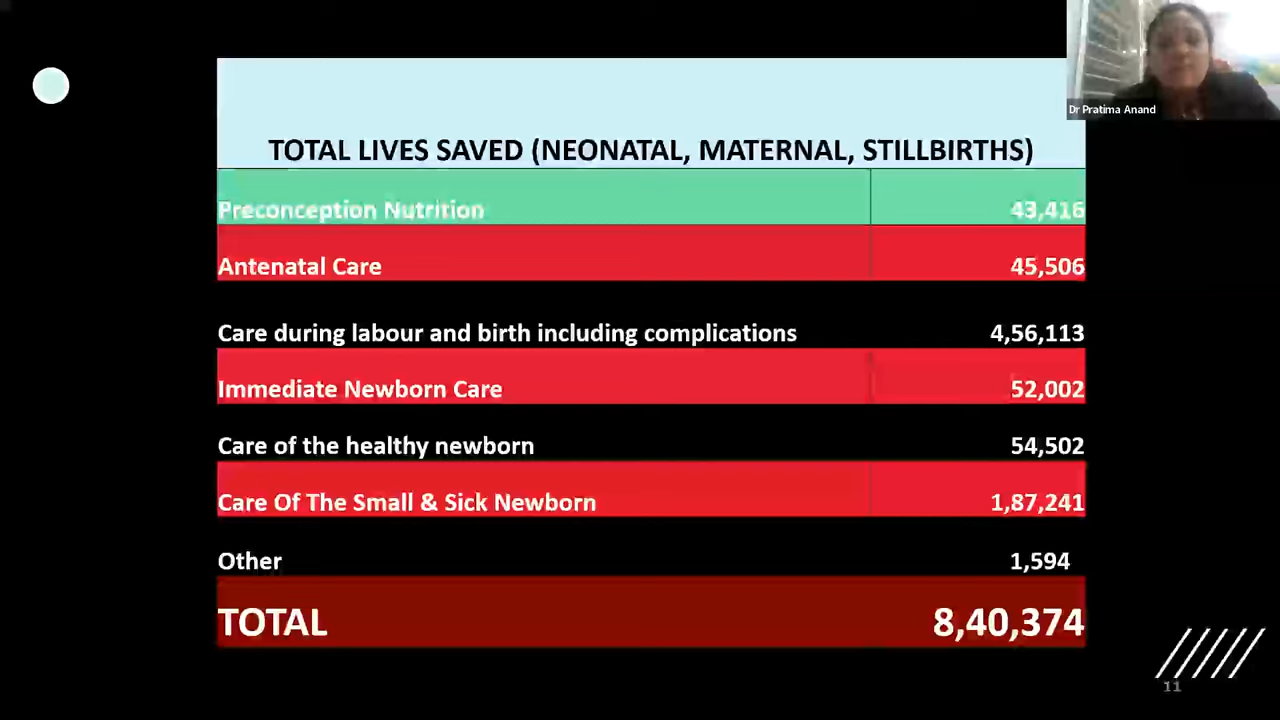 Dr Pratima Anand
TOTAL LIVES SAVED (NEONATAL, MATERNAL, STILLBIRTHS)
Preconception Nutrition 43,416
Antenatal Care 45,506
Care during labour and birth including complications 4,56,113
Immediate Newborn Care 52,002
Care of the healthy newborn 54,502
Care Of The Small & Sick Newborn 1,87,241
Other 1,594
TOTAL 8,40,374
11